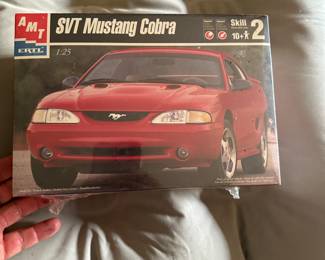 AMT
ERTL
SVT Mustang Cobra
1:25
Skill 2
10+